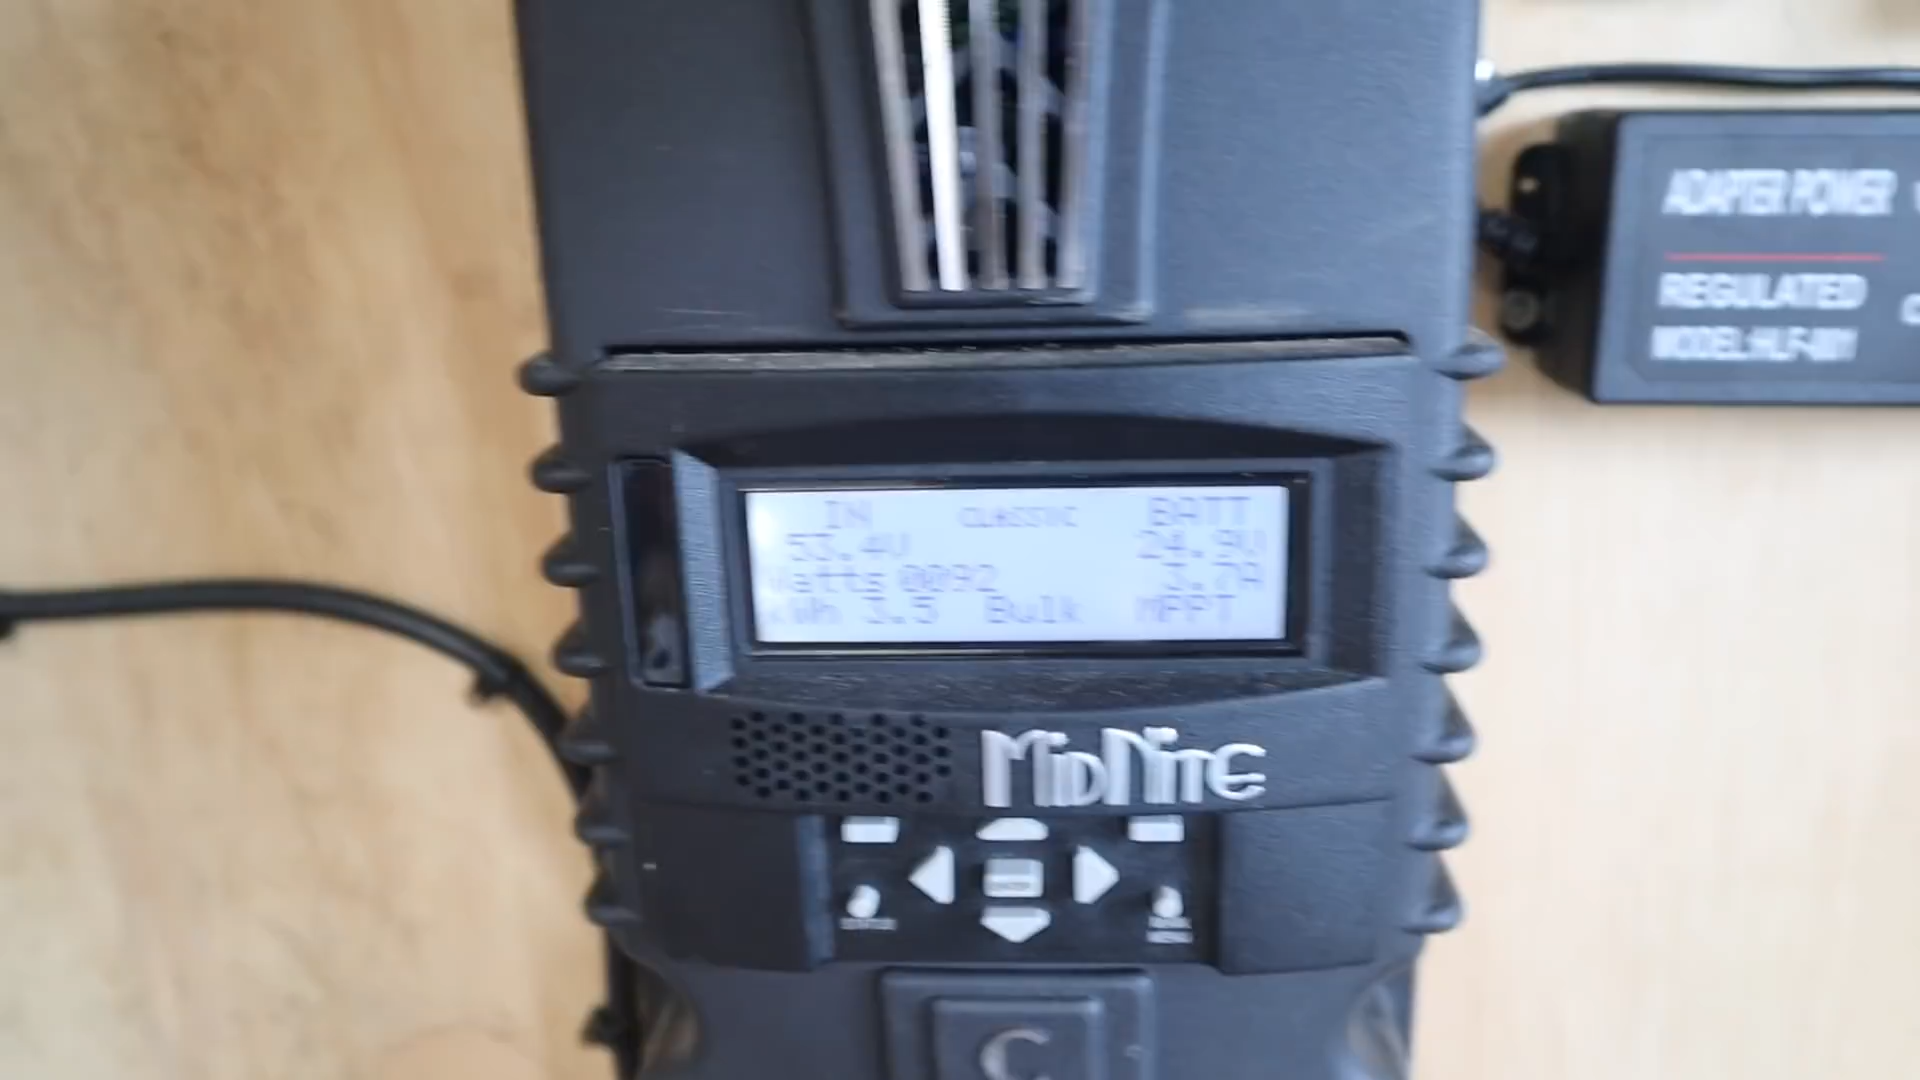 ADAPTER POWER
REGULATED
IN CLASSIC BATT
53.4V 24.9V
Watts 0092 3.7A
kWh 3.5 Bulk MPPT
MidNite
C